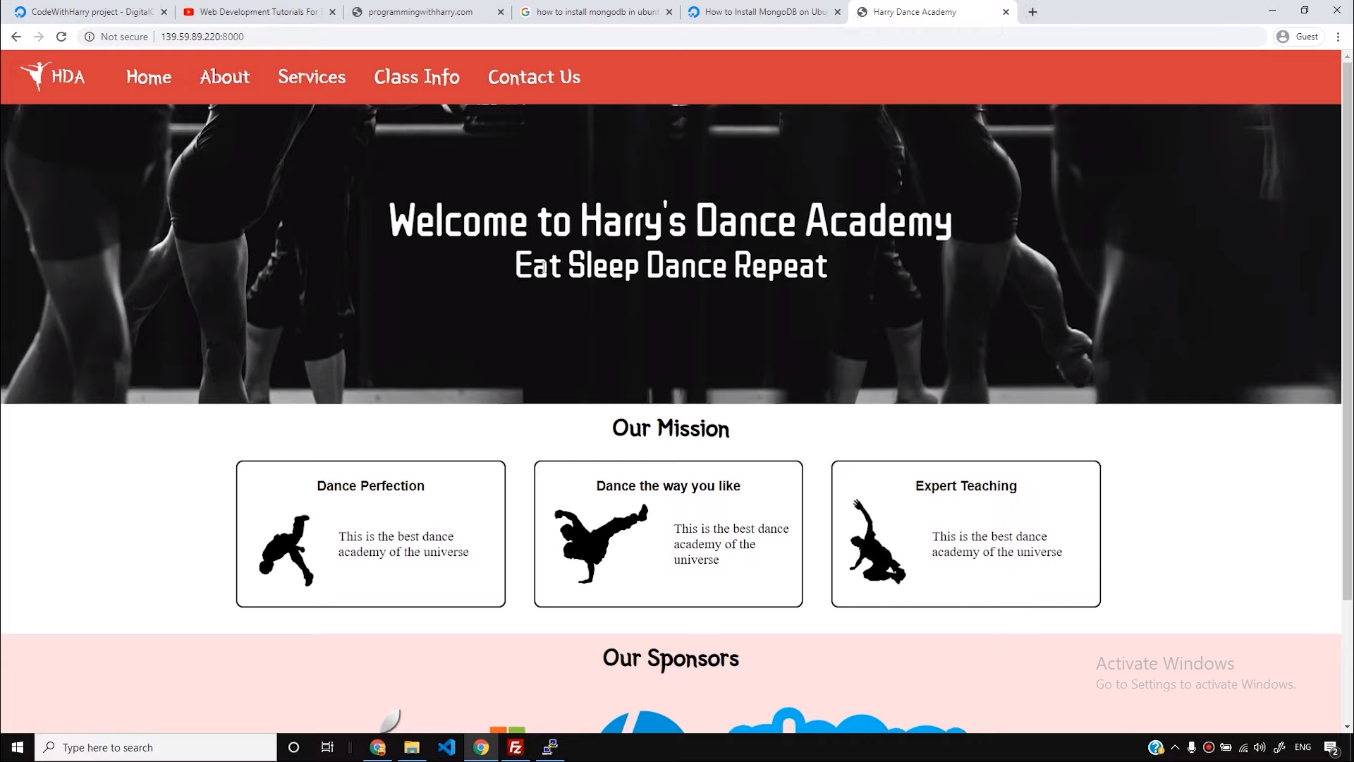 CodeWithHarry project - DigitalO
Web Development Tutorials For
programmingwithharry.com
how to install mongodb in ubunt
How to Install MongoDB on Ubu
Harry Dance Academy
Not secure
139.59.89.220:8000
Guest
HDA
Home
About
Services
Class Info
Contact Us
Welcome to Harry's Dance Academy
Eat Sleep Dance Repeat
Our Mission
Dance Perfection
This is the best dance
academy of the universe
Dance the way you like
This is the best dance
academy of the
universe
Expert Teaching
This is the best dance
academy of the universe
Our Sponsors
Activate Windows
Go to Settings to activate Windows.
Type here to search
ENG
2